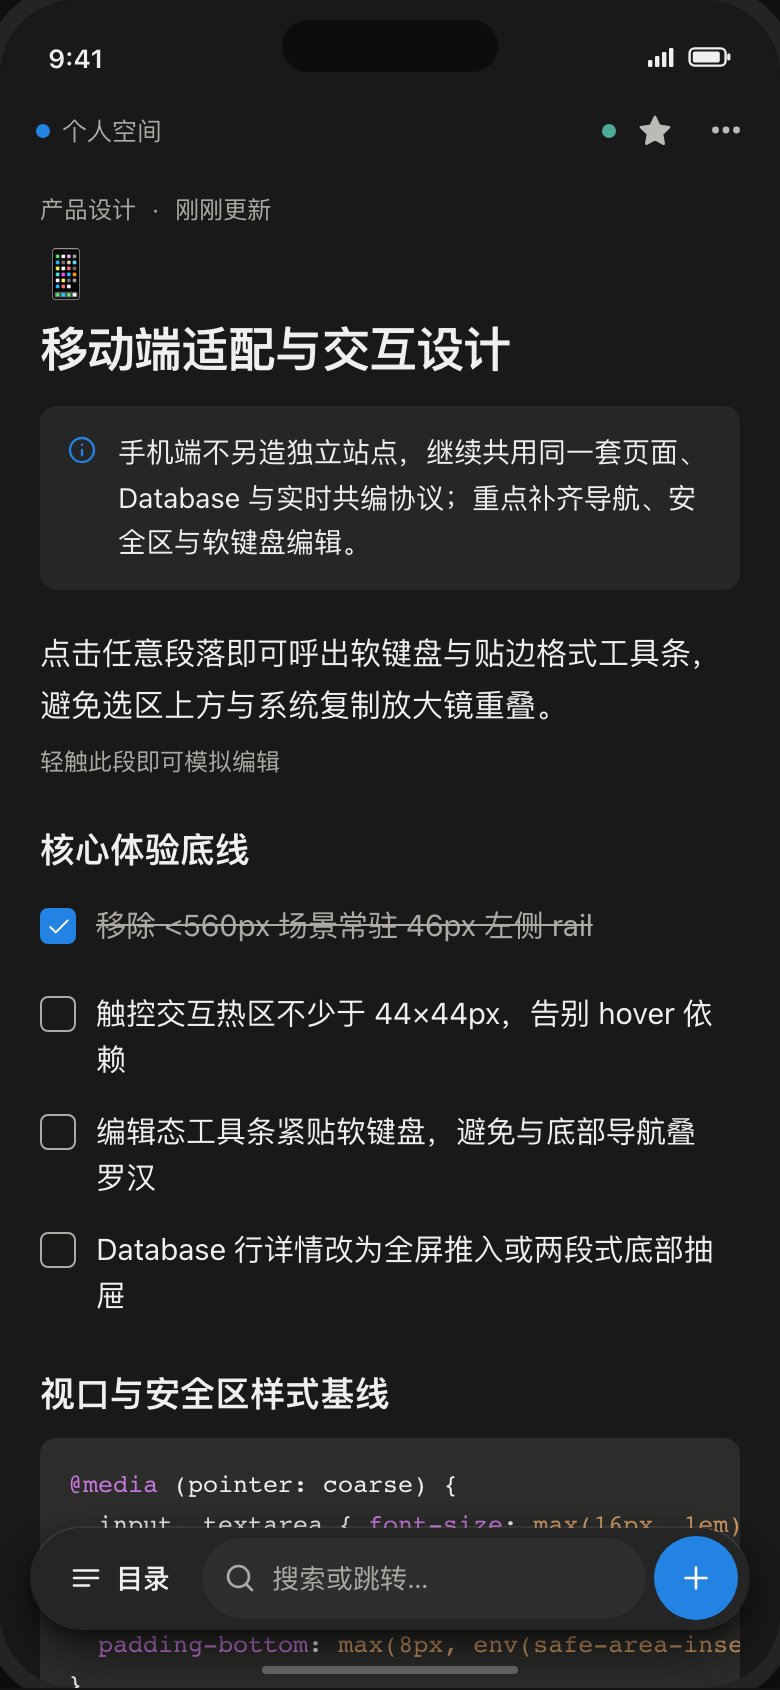 9:41
个人空间
产品设计 · 刚刚更新
移动端适配与交互设计
手机端不另造独立站点，继续共用同一套页面、
Database 与实时共编协议；重点补齐导航、安
全区与软键盘编辑。
点击任意段落即可呼出软键盘与贴边格式工具条，
避免选区上方与系统复制放大镜重叠。
轻触此段即可模拟编辑
核心体验底线
移除 <560px 场景常驻 46px 左侧 rail
触控交互热区不少于 44×44px，告别 hover 依
赖
编辑态工具条紧贴软键盘，避免与底部导航叠
罗汉
Database 行详情改为全屏推入或两段式底部抽
屉
视口与安全区样式基线
@media (pointer: coarse) {
input, textarea { font-size: max(16px, 1em)
目录
搜索或跳转...
padding-bottom: max(8px, env(safe-area-inse
}